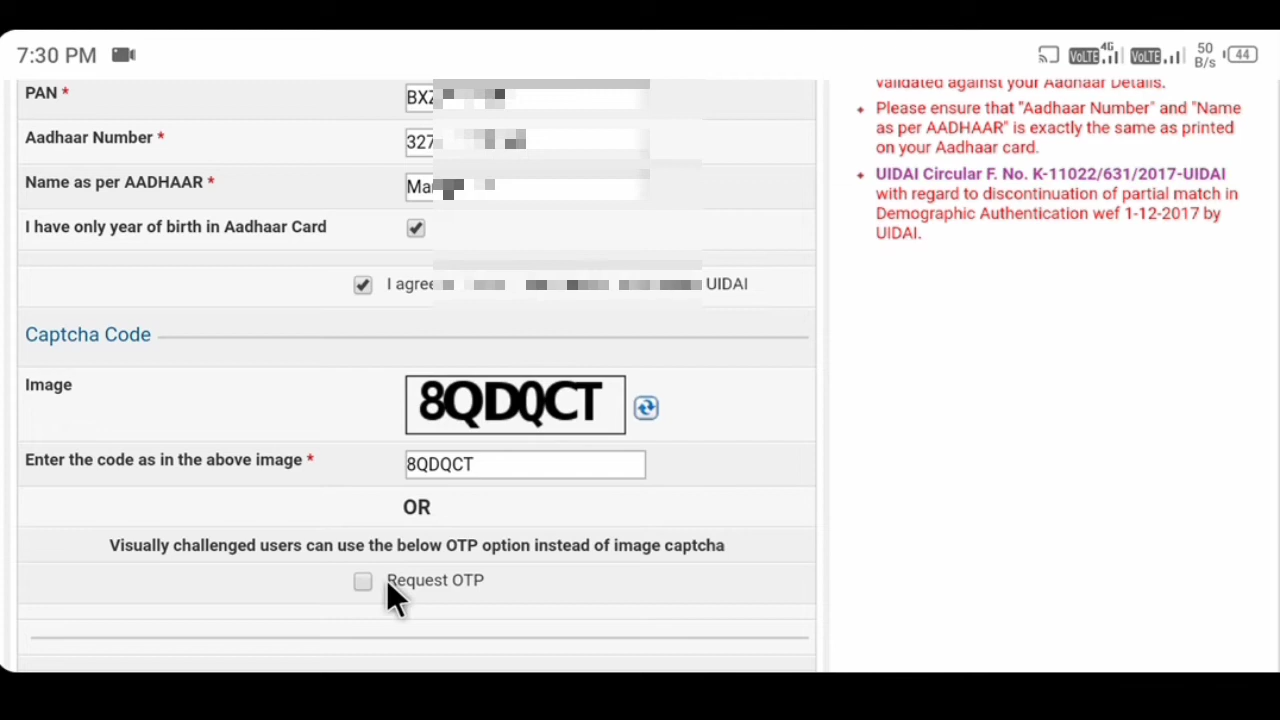 7:30 PM
4G
VoLTE
VoLTE
50
B/s
44
PAN *
BXZ
Aadhaar Number *
327
Name as per AADHAAR *
Ma
I have only year of birth in Aadhaar Card
I agree
UIDAI
Captcha Code
Image
8QDQCT
Enter the code as in the above image *
8QDQCT
OR
Visually challenged users can use the below OTP option instead of image captcha
Request OTP
validated against your Aadhaar Details.
Please ensure that "Aadhaar Number" and "Name
as per AADHAAR" is exactly the same as printed
on your Aadhaar card.
UIDAI Circular F. No. K-11022/631/2017-UIDAI
with regard to discontinuation of partial match in
Demographic Authentication wef 1-12-2017 by
UIDAI.